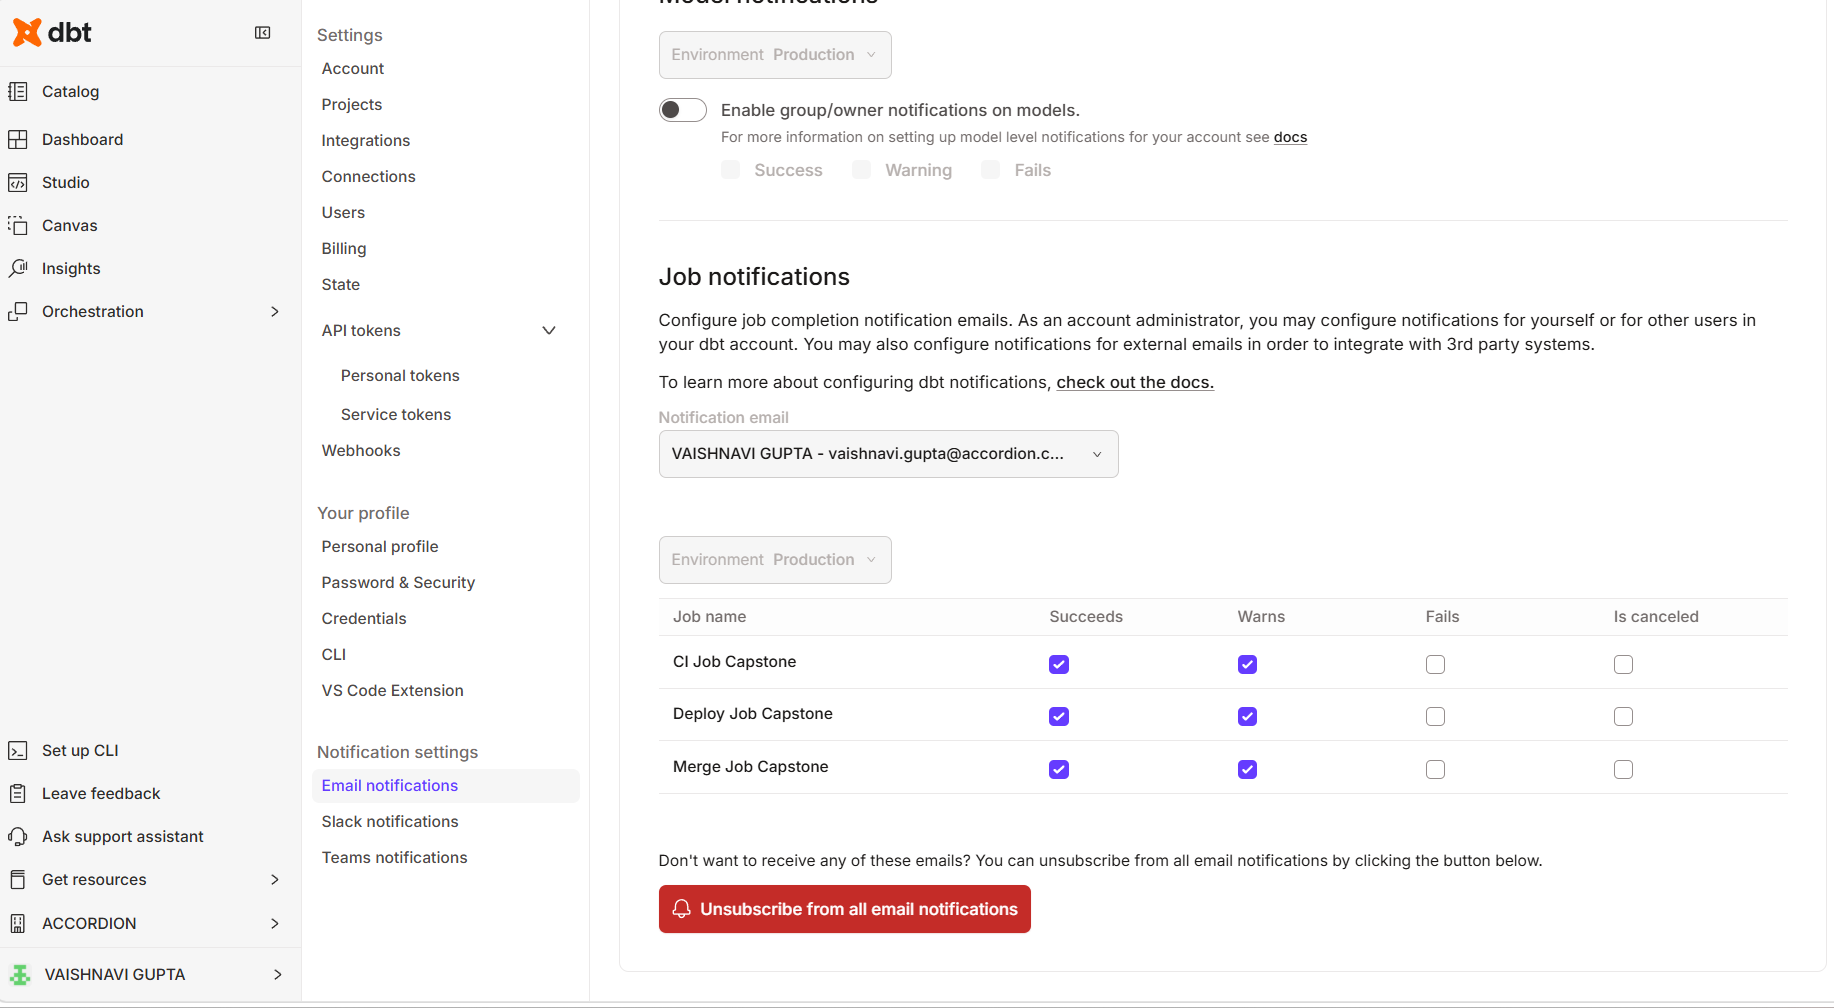 dbt
Catalog
Dashboard
Studio
Canvas
Insights
Orchestration
Set up CLI
Leave feedback
Ask support assistant
Get resources
ACCORDION
VAISHNAVI GUPTA
Settings
Account
Projects
Integrations
Connections
Users
Billing
State
API tokens
Personal tokens
Service tokens
Webhooks
Your profile
Personal profile
Password & Security
Credentials
CLI
VS Code Extension
Notification settings
Email notifications
Slack notifications
Teams notifications
Model notifications
Environment Production
Enable group/owner notifications on models.
For more information on setting up model level notifications for your account see docs
Success Warning Fails
Job notifications
Configure job completion notification emails. As an account administrator, you may configure notifications for yourself or for other users in
your dbt account. You may also configure notifications for external emails in order to integrate with 3rd party systems.
To learn more about configuring dbt notifications, check out the docs.
Notification email
VAISHNAVI GUPTA - vaishnavi.gupta@accordion.c...
Environment Production
Job name Succeeds Warns Fails Is canceled
CI Job Capstone
Deploy Job Capstone
Merge Job Capstone
Don't want to receive any of these emails? You can unsubscribe from all email notifications by clicking the button below.
Unsubscribe from all email notifications